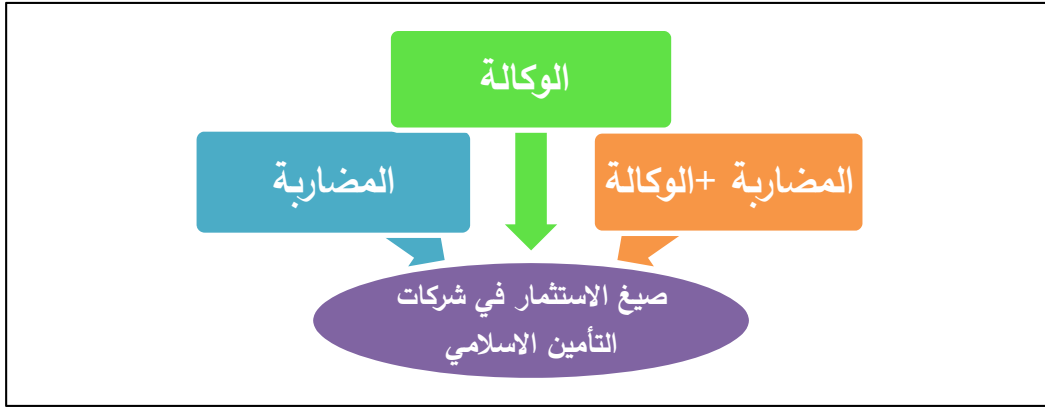 الوكالة
المضاربة +الوكالة
المضاربة
صيغ الاستثمار في شركات
التأمين الاسلامي